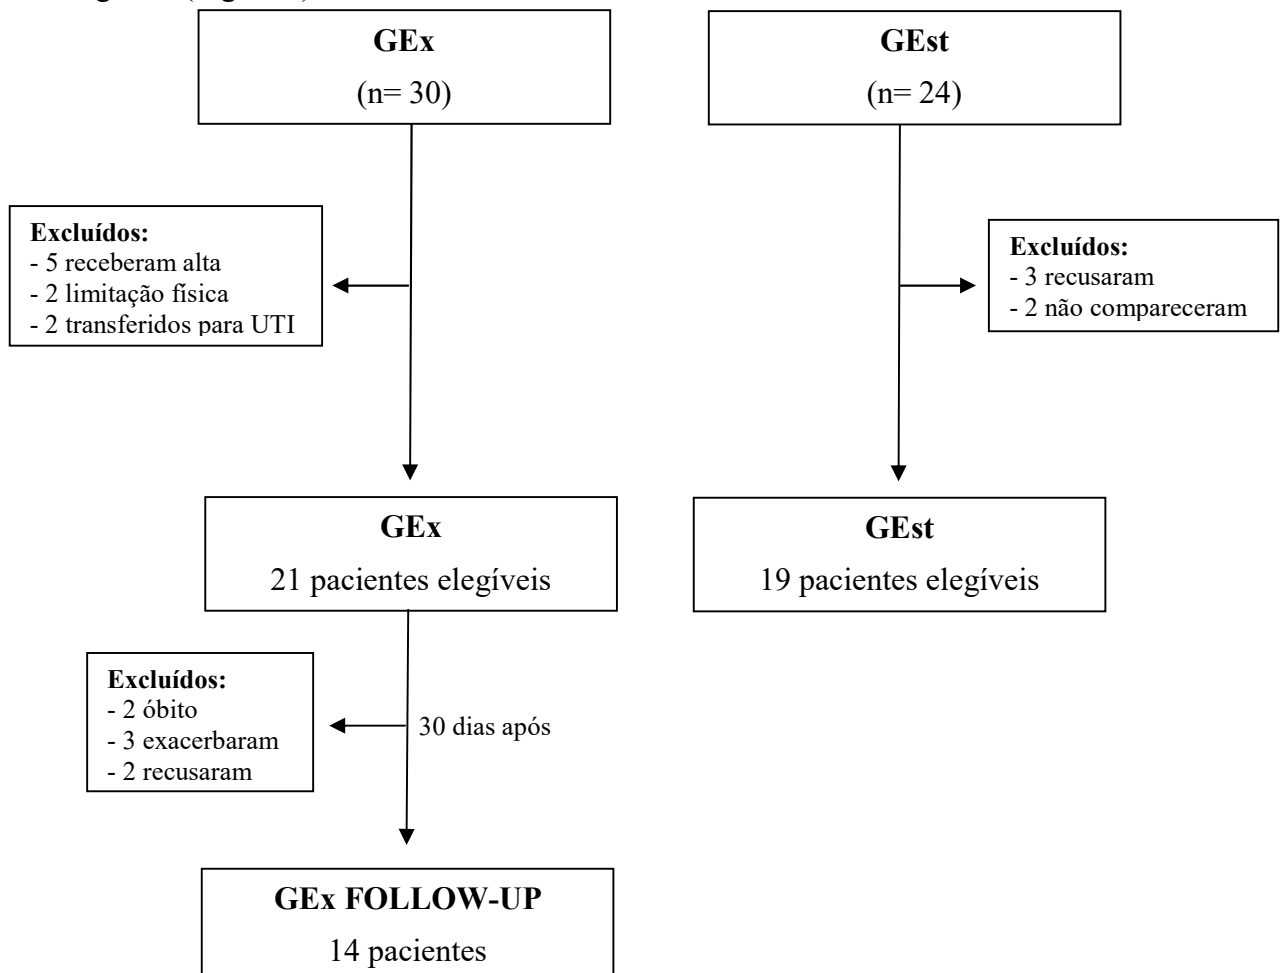 GEx
(n= 30)
GEst
(n= 24)
Excluídos:
- 5 receberam alta
- 2 limitação física
- 2 transferidos para UTI
Excluídos:
- 3 recusaram
- 2 não compareceram
GEx
21 pacientes elegíveis
GEst
19 pacientes elegíveis
Excluídos:
- 2 óbito
- 3 exacerbaram
- 2 recusaram
30 dias após
GEx FOLLOW-UP
14 pacientes